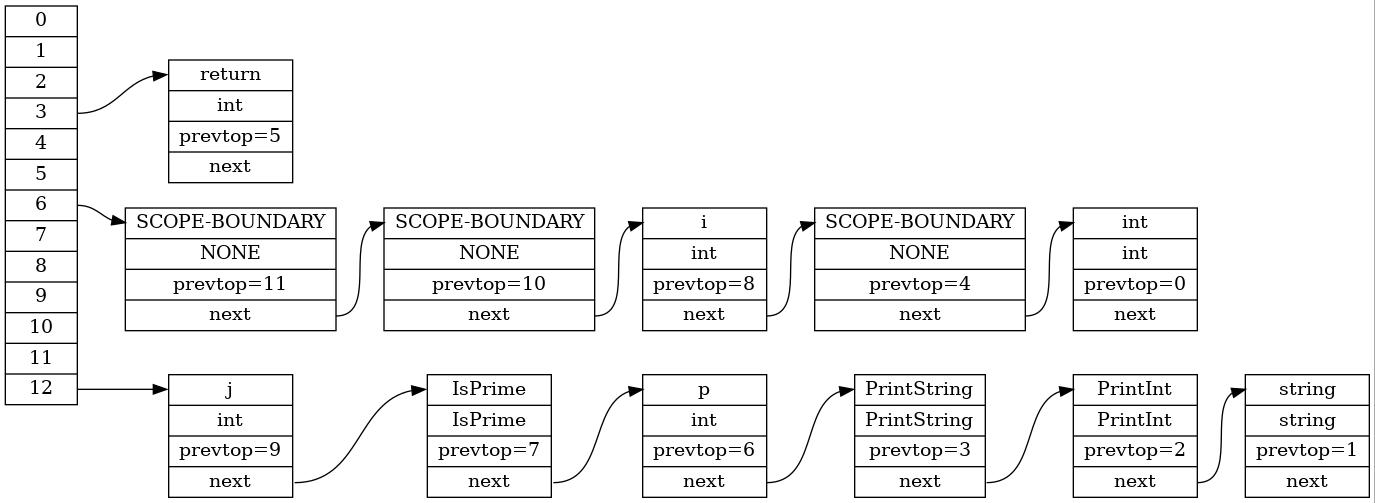 0
1
2
3
4
5
6
7
8
9
10
11
12
return
int
prevtop=5
next
SCOPE-BOUNDARY
NONE
prevtop=11
next
SCOPE-BOUNDARY
NONE
prevtop=10
next
i
int
prevtop=8
next
SCOPE-BOUNDARY
NONE
prevtop=4
next
int
int
prevtop=0
next
j
int
prevtop=9
next
IsPrime
IsPrime
prevtop=7
next
p
int
prevtop=6
next
PrintString
PrintString
prevtop=3
next
PrintInt
PrintInt
prevtop=2
next
string
string
prevtop=1
next